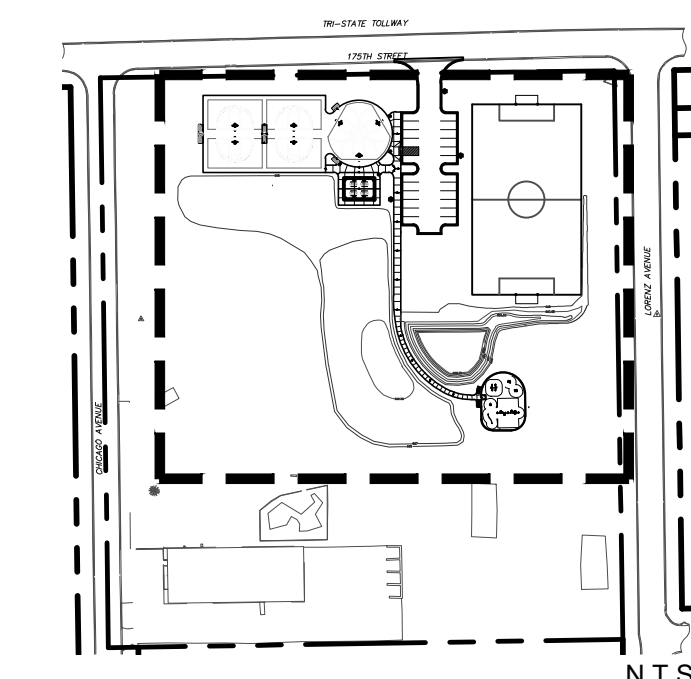 TRI-STATE TOLLWAY
175TH STREET
LORENZ AVENUE
CHICAGO AVENUE
N.T.S